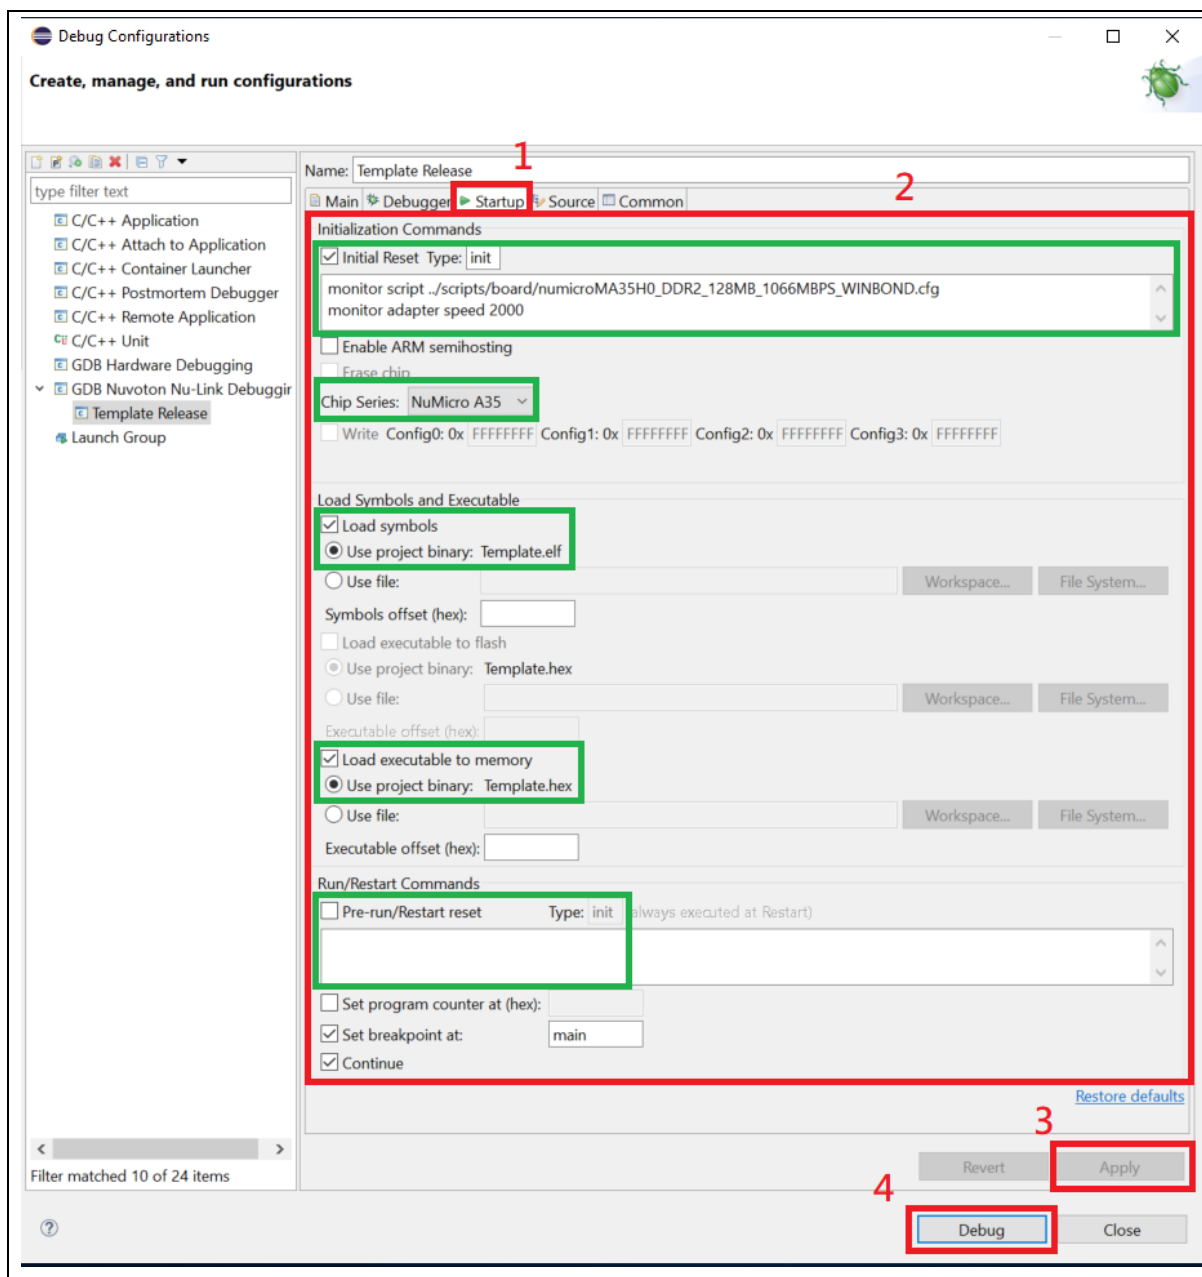 Debug Configurations
Create, manage, and run configurations
1
Name: Template Release
2
type filter text
Main Debugger Startup Source Common
C/C++ Application
C/C++ Attach to Application
C/C++ Container Launcher
C/C++ Postmortem Debugger
C/C++ Remote Application
C/C++ Unit
GDB Hardware Debugging
GDB Nuvoton Nu-Link Debuggir
Template Release
Launch Group
Initialization Commands
Initial Reset Type: init
monitor script ../scripts/board/numicroMA35H0_DDR2_128MB_1066MBPS_WINBOND.cfg
monitor adapter speed 2000
Enable ARM semihosting
Erase chip
Chip Series: NuMicro A35
Write Config0: 0x FFFFFFFF Config1: 0x FFFFFFFF Config2: 0x FFFFFFFF Config3: 0x FFFFFFFF
Load Symbols and Executable
Load symbols
Use project binary: Template.elf
Use file: Workspace... File System...
Symbols offset (hex):
Load executable to flash
Use project binary: Template.hex
Use file: Workspace... File System...
Executable offset (hex):
Load executable to memory
Use project binary: Template.hex
Use file: Workspace... File System...
Executable offset (hex):
Run/Restart Commands
Pre-run/Restart reset Type: init always executed at Restart)
Set program counter at (hex):
Set breakpoint at: main
Continue
Restore defaults
3
Filter matched 10 of 24 items
Revert Apply
4
Debug Close